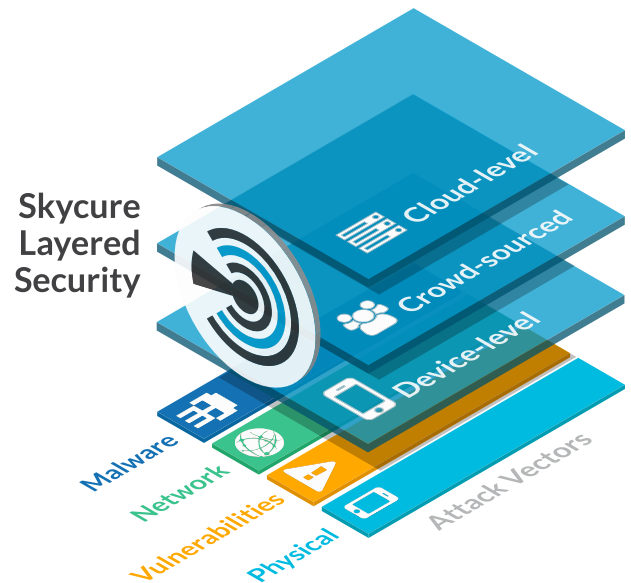 Skycure
Layered
Security
Cloud-level
Crowd-sourced
Device-level
Malware
Network
Vulnerabilities
Physical
Attack Vectors